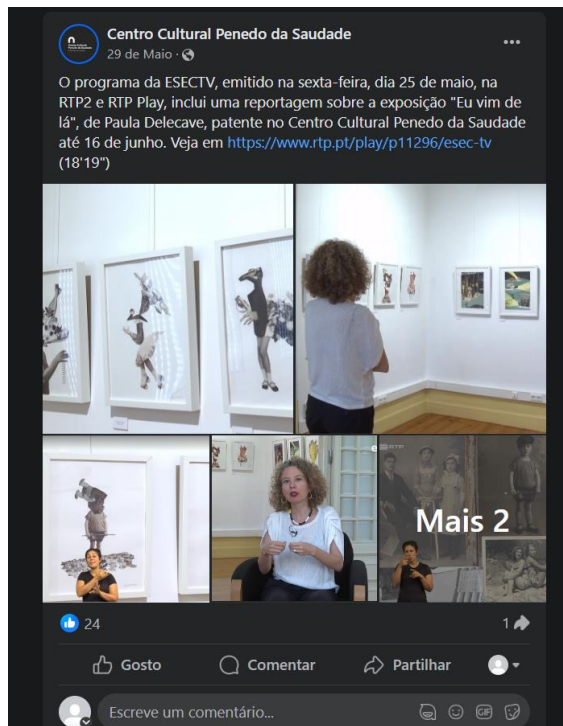 Centro Cultural Penedo da Saudade
29 de Maio ·
O programa da ESECTV, emitido na sexta-feira, dia 25 de maio, na
RTP2 e RTP Play, inclui uma reportagem sobre a exposição "Eu vim de
lá", de Paula Delecave, patente no Centro Cultural Penedo da Saudade
até 16 de junho. Veja em https://www.rtp.pt/play/p11296/esec-tv
(18'19")
Mais 2
24
1
Gosto
Comentar
Partilhar
Escreve um comentário...
GIF